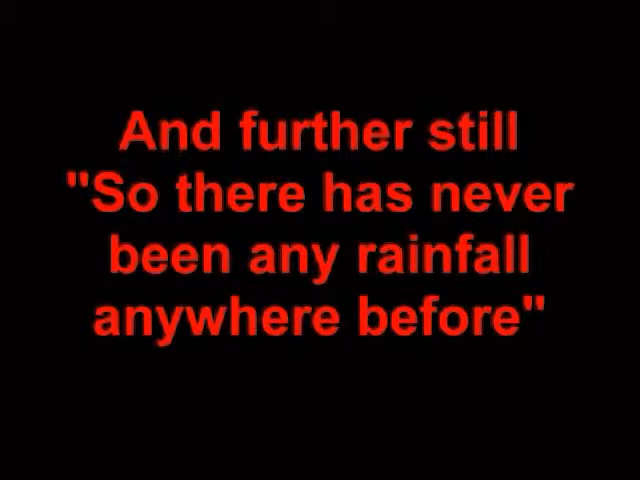 And further still
"So there has never
been any rainfall
anywhere before"